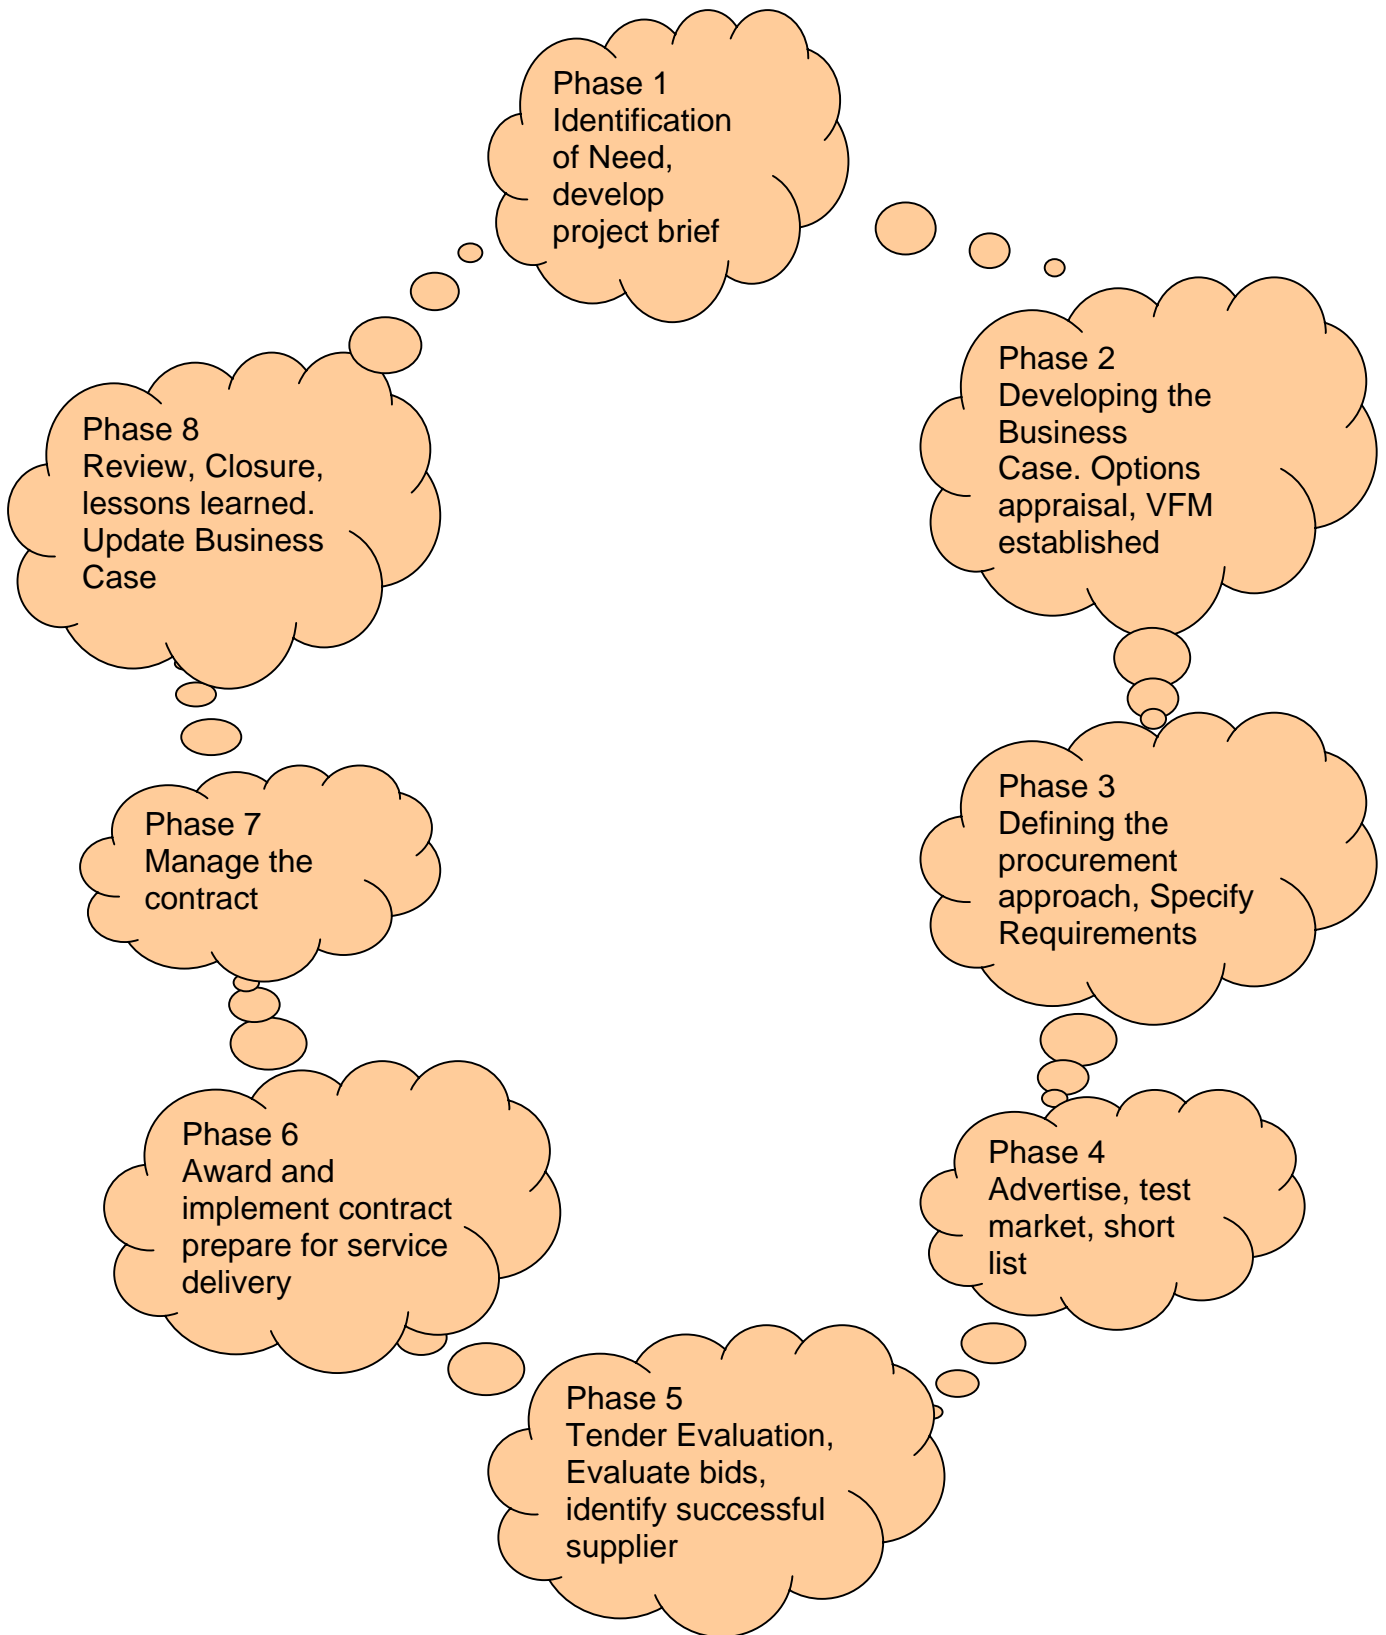 Phase 1
Identification
of Need,
develop
project brief
Phase 2
Developing the
Business
Case. Options
appraisal, VFM
established
Phase 3
Defining the
procurement
approach, Specify
Requirements
Phase 4
Advertise, test
market, short
list
Phase 5
Tender Evaluation,
Evaluate bids,
identify successful
supplier
Phase 6
Award and
implement contract
prepare for service
delivery
Phase 7
Manage the
contract
Phase 8
Review, Closure,
lessons learned.
Update Business
Case